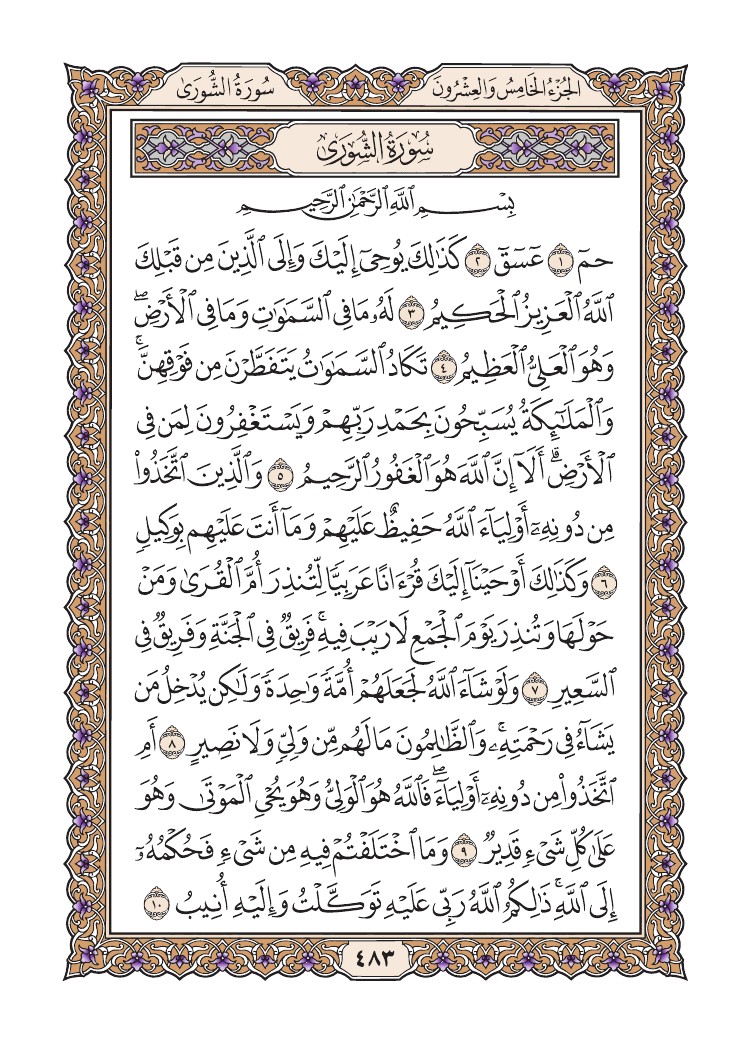 الجُزْءُ الخَامِسُ وَالعِشْرُونَ
سُورَةُ الشُّورَىٰ
سُورَةُ الشُّورَىٰ
بِسْمِ ٱللَّهِ ٱلرَّحْمَٰنِ ٱلرَّحِيمِ
حمٓ ١ عٓسٓقٓ ٢ كَذَٰلِكَ يُوحِيٓ إِلَيْكَ وَإِلَى ٱلَّذِينَ مِن قَبْلِكَ
ٱللَّهُ ٱلْعَزِيزُ ٱلْحَكِيمُ ٣ لَهُۥ مَا فِي ٱلسَّمَٰوَٰتِ وَمَا فِي ٱلْأَرْضِۖ
وَهُوَ ٱلْعَلِيُّ ٱلْعَظِيمُ ٤ تَكَادُ ٱلسَّمَٰوَٰتُ يَتَفَطَّرْنَ مِن فَوْقِهِنَّۚ
وَٱلْمَلَٰٓئِكَةُ يُسَبِّحُونَ بِحَمْدِ رَبِّهِمْ وَيَسْتَغْفِرُونَ لِمَن فِي
ٱلْأَرْضِۗ أَلَآ إِنَّ ٱللَّهَ هُوَ ٱلْغَفُورُ ٱلرَّحِيمُ ٥ وَٱلَّذِينَ ٱتَّخَذُوا۟
مِن دُونِهِۦٓ أَوْلِيَآءَ ٱللَّهُ حَفِيظٌ عَلَيْهِمْ وَمَآ أَنتَ عَلَيْهِم بِوَكِيلٍ
٦ وَكَذَٰلِكَ أَوْحَيْنَآ إِلَيْكَ قُرْءَانًا عَرَبِيًّا لِّتُنذِرَ أُمَّ ٱلْقُرَىٰ وَمَنْ
حَوْلَهَا وَتُنذِرَ يَوْمَ ٱلْجَمْعِ لَا رَيْبَ فِيهِۚ فَرِيقٌ فِي ٱلْجَنَّةِ وَفَرِيقٌ فِي
ٱلسَّعِيرِ ٧ وَلَوْ شَآءَ ٱللَّهُ لَجَعَلَهُمْ أُمَّةً وَٰحِدَةً وَلَٰكِن يُدْخِلُ مَن
يَشَآءُ فِي رَحْمَتِهِۦۚ وَٱلظَّٰلِمُونَ مَا لَهُم مِّن وَلِيٍّ وَلَا نَصِيرٍ ٨ أَمِ
ٱتَّخَذُوا۟ مِن دُونِهِۦٓ أَوْلِيَآءَۖ فَٱللَّهُ هُوَ ٱلْوَلِيُّ وَهُوَ يُحْيِ ٱلْمَوْتَىٰ وَهُوَ
عَلَىٰ كُلِّ شَيْءٍ قَدِيرٌ ٩ وَمَا ٱخْتَلَفْتُمْ فِيهِ مِن شَيْءٍ فَحُكْمُهُۥٓ
إِلَى ٱللَّهِۚ ذَٰلِكُمُ ٱللَّهُ رَبِّي عَلَيْهِ تَوَكَّلْتُ وَإِلَيْهِ أُنِيبُ ١٠
٤٨٣